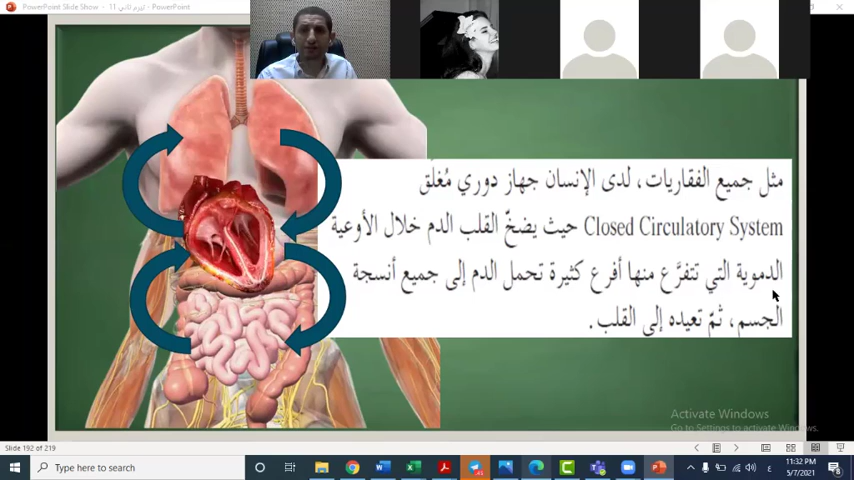 PowerPoint Slide Show - 11 ترم ثاني - PowerPoint
مثل جميع الفقاريات، لدى الإنسان جهاز دوري مُغلق
Closed Circulatory System حيث يضخّ القلب الدم خلال الأوعية
الدموية التي تتفرَّع منها أفرع كثيرة تحمل الدم إلى جميع أنسجة
الجسم، ثمّ تعيده إلى القلب.
Activate Windows
Go to Settings to activate Windows.
Slide 192 of 219
Type here to search
ع
11:32 PM
5/7/2021